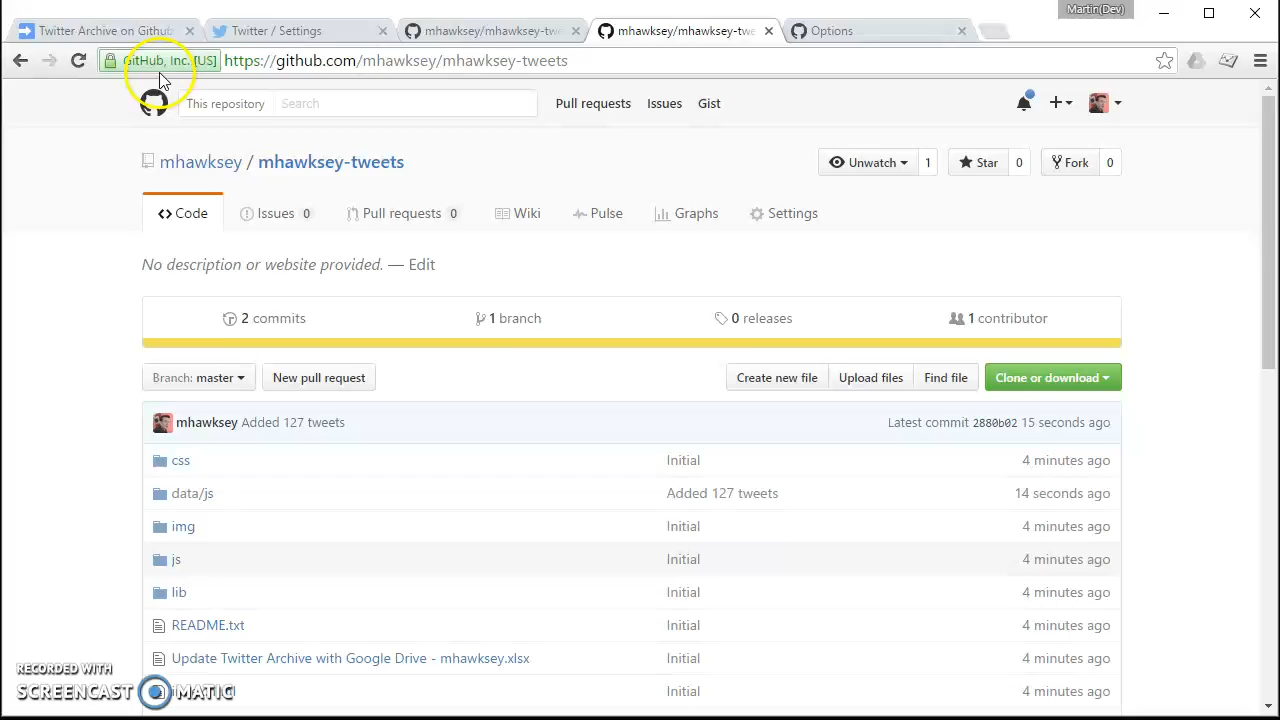 Martin(Dev)
Twitter Archive on Github
Twitter / Settings
mhawksey/mhawksey-twe
mhawksey/mhawksey-twe
Options
GitHub, Inc. [US]
https://github.com/mhawksey/mhawksey-tweets
This repository
Search
Pull requests
Issues
Gist
mhawksey / mhawksey-tweets
Unwatch
1
Star
0
Fork
0
Code
Issues 0
Pull requests 0
Wiki
Pulse
Graphs
Settings
No description or website provided. — Edit
2 commits
1 branch
0 releases
1 contributor
Branch: master
New pull request
Create new file
Upload files
Find file
Clone or download
mhawksey Added 127 tweets
Latest commit 2880b02 15 seconds ago
css
Initial
4 minutes ago
data/js
Added 127 tweets
14 seconds ago
img
Initial
4 minutes ago
js
Initial
4 minutes ago
lib
Initial
4 minutes ago
README.txt
Initial
4 minutes ago
Update Twitter Archive with Google Drive - mhawksey.xlsx
Initial
4 minutes ago
Initial
4 minutes ago
RECORDED WITH
SCREENCAST MATIC